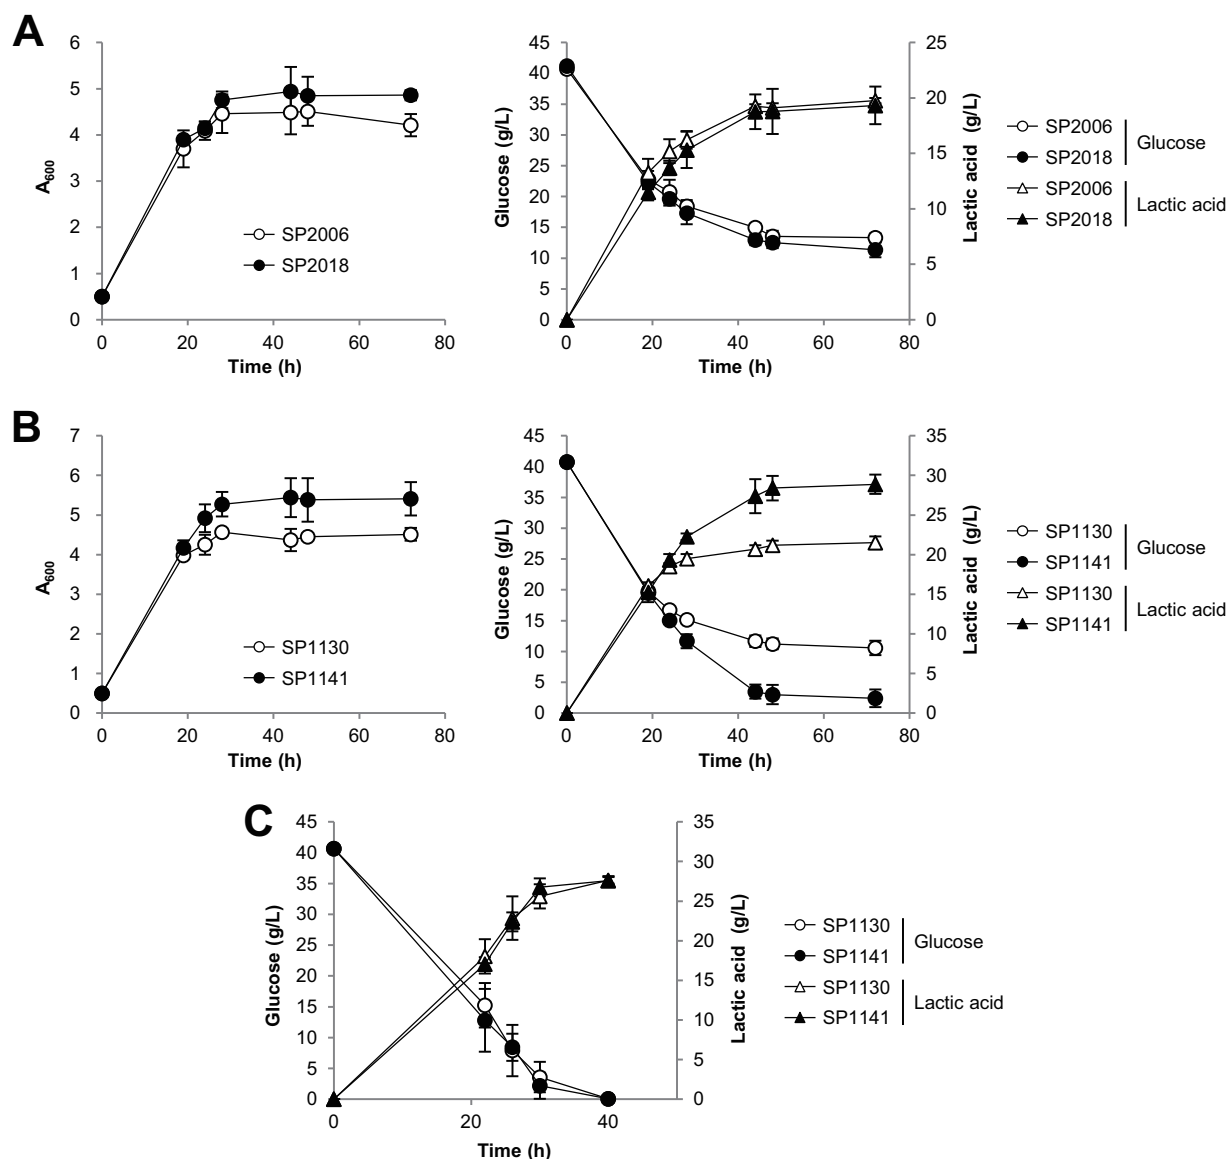 A
6
5
4
3
2
1
0
A600
0 20 40 60 80
Time (h)
SP2006
SP2018
45
40
35
30
25
20
15
10
5
0
Glucose (g/L)
25
20
15
10
5
0
Lactic acid (g/L)
0 20 40 60 80
Time (h)
SP2006
SP2018
Glucose
SP2006
SP2018
Lactic acid
B
7
6
5
4
3
2
1
0
A600
0 20 40 60 80
Time (h)
SP1130
SP1141
45
40
35
30
25
20
15
10
5
0
Glucose (g/L)
35
30
25
20
15
10
5
0
Lactic acid (g/L)
0 20 40 60 80
Time (h)
SP1130
SP1141
Glucose
SP1130
SP1141
Lactic acid
C
45
40
35
30
25
20
15
10
5
0
Glucose (g/L)
35
30
25
20
15
10
5
0
Lactic acid (g/L)
0 20 40
Time (h)
SP1130
SP1141
Glucose
SP1130
SP1141
Lactic acid